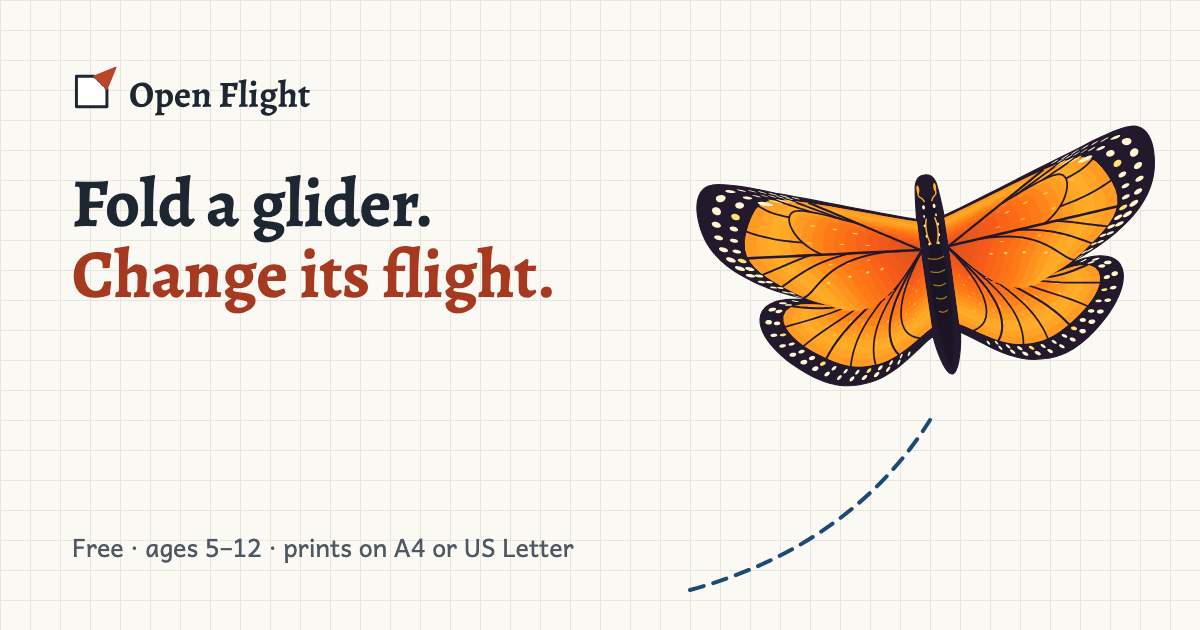 Open Flight
Fold a glider.
Change its flight.
Free · ages 5–12 · prints on A4 or US Letter